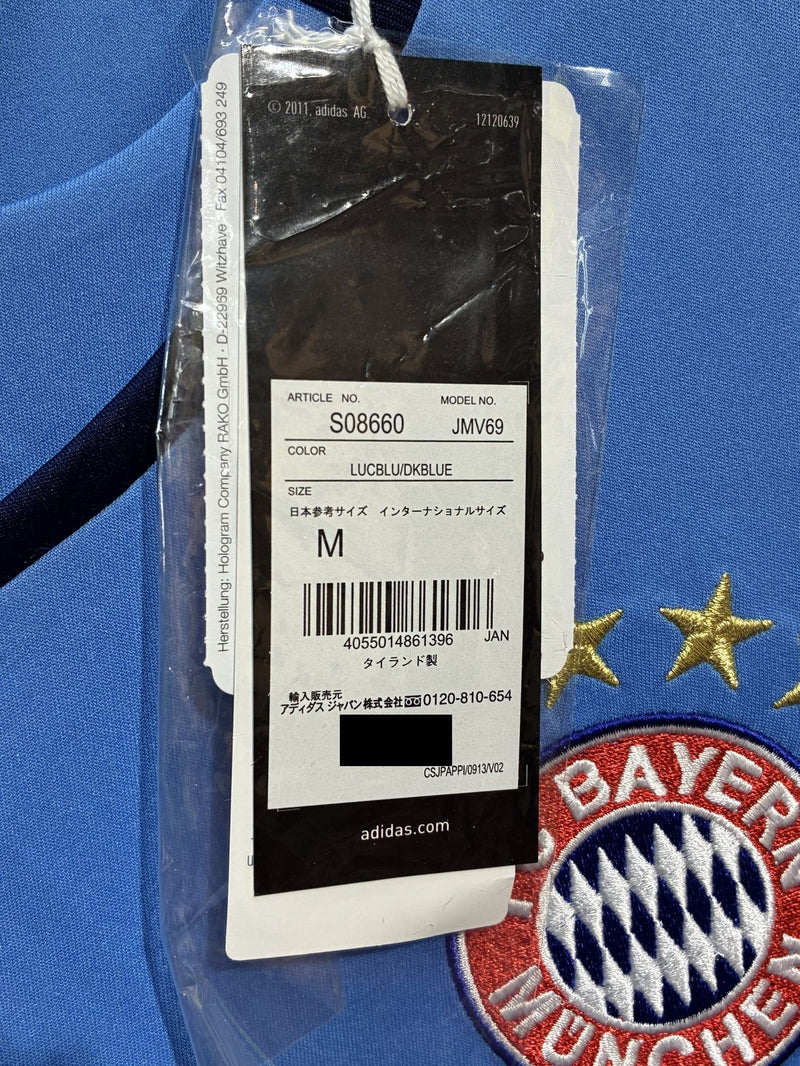 © 2011. adidas AG.
12120639
Herstellung: Hologram Company RAKO GmbH · D-22969 Witzhave · Fax 04104/693 249
ARTICLE NO. MODEL NO.
S08660 JMV69
COLOR
LUCBLU/DKBLUE
SIZE
日本参考サイズ インターナショナルサイズ
M
4055014861396 JAN
タイランド製
輸入販売元
アディダス ジャパン株式会社 0120-810-654
CSJPAPPI/0913/V02
adidas.com
BAYERN
MÜNCHEN